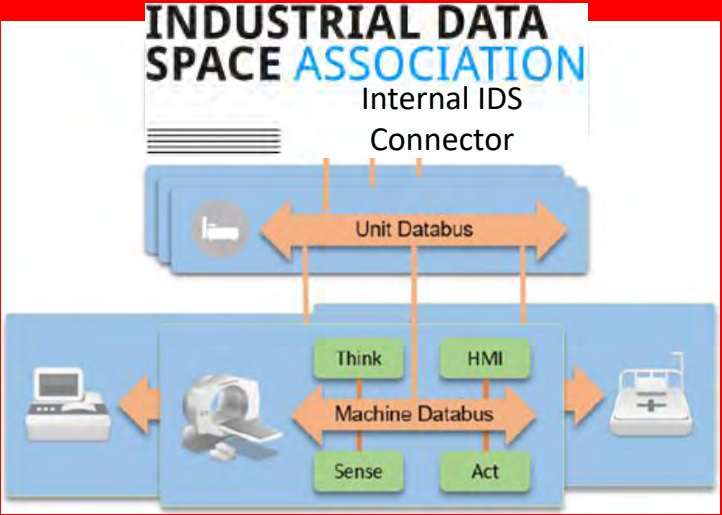 INDUSTRIAL DATA
SPACE ASSOCIATION
Internal IDS
Connector
Unit Databus
Think
HMI
Machine Databus
Sense
Act